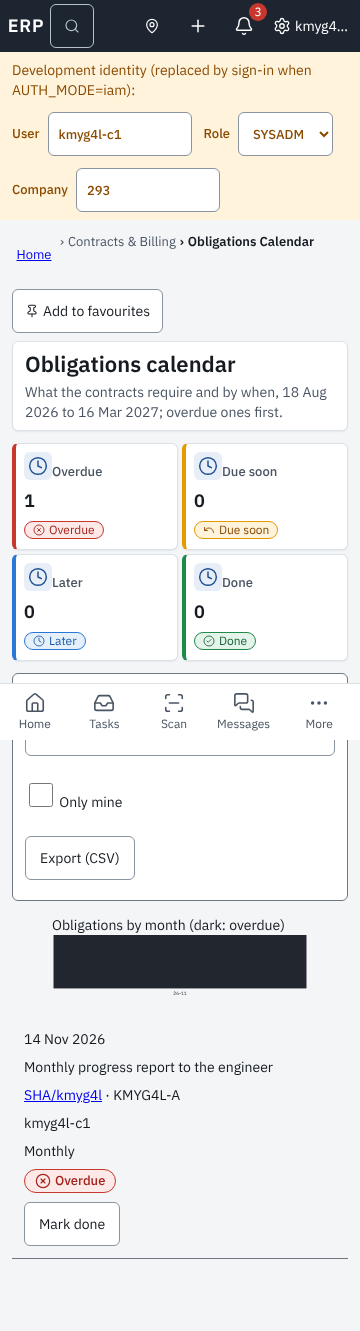 ERP
3
kmyg4...
Development identity (replaced by sign-in when
AUTH_MODE=iam):
User kmyg4l-c1 Role SYSADM
Company 293
Home › Contracts & Billing › Obligations Calendar
Add to favourites
Obligations calendar
What the contracts require and by when, 18 Aug
2026 to 16 Mar 2027; overdue ones first.
Overdue
1
Overdue
Due soon
0
Due soon
Later
0
Later
Done
0
Done
Home Tasks Scan Messages More
Only mine
Export (CSV)
Obligations by month (dark: overdue)
26-11
14 Nov 2026
Monthly progress report to the engineer
SHA/kmyg4l · KMYG4L-A
kmyg4l-c1
Monthly
Overdue
Mark done